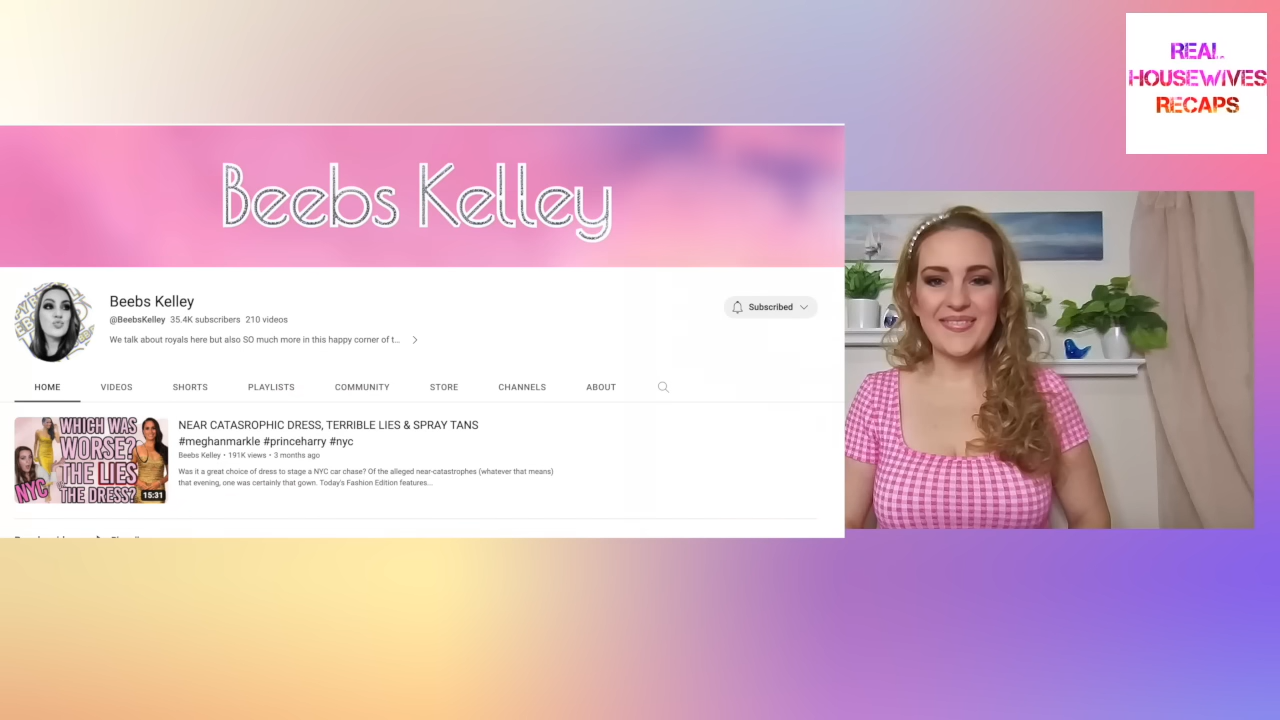 REAL
HOUSEWIVES
RECAPS
Beebs Kelley
Beebs Kelley
@BeebsKelley 35.4K subscribers 210 videos
We talk about royals here but also SO much more in this happy corner of t...
Subscribed
HOME VIDEOS SHORTS PLAYLISTS COMMUNITY STORE CHANNELS ABOUT
WHICH WAS
WORSE?
THE LIES
THE DRESS?
NYC
15:31
NEAR CATASROPHIC DRESS, TERRIBLE LIES & SPRAY TANS
#meghanmarkle #princeharry #nyc
Beebs Kelley • 191K views • 3 months ago
Was it a great choice of dress to stage a NYC car chase? Of the alleged near-catastrophes (whatever that means)
that evening, one was certainly that gown. Today's Fashion Edition features...